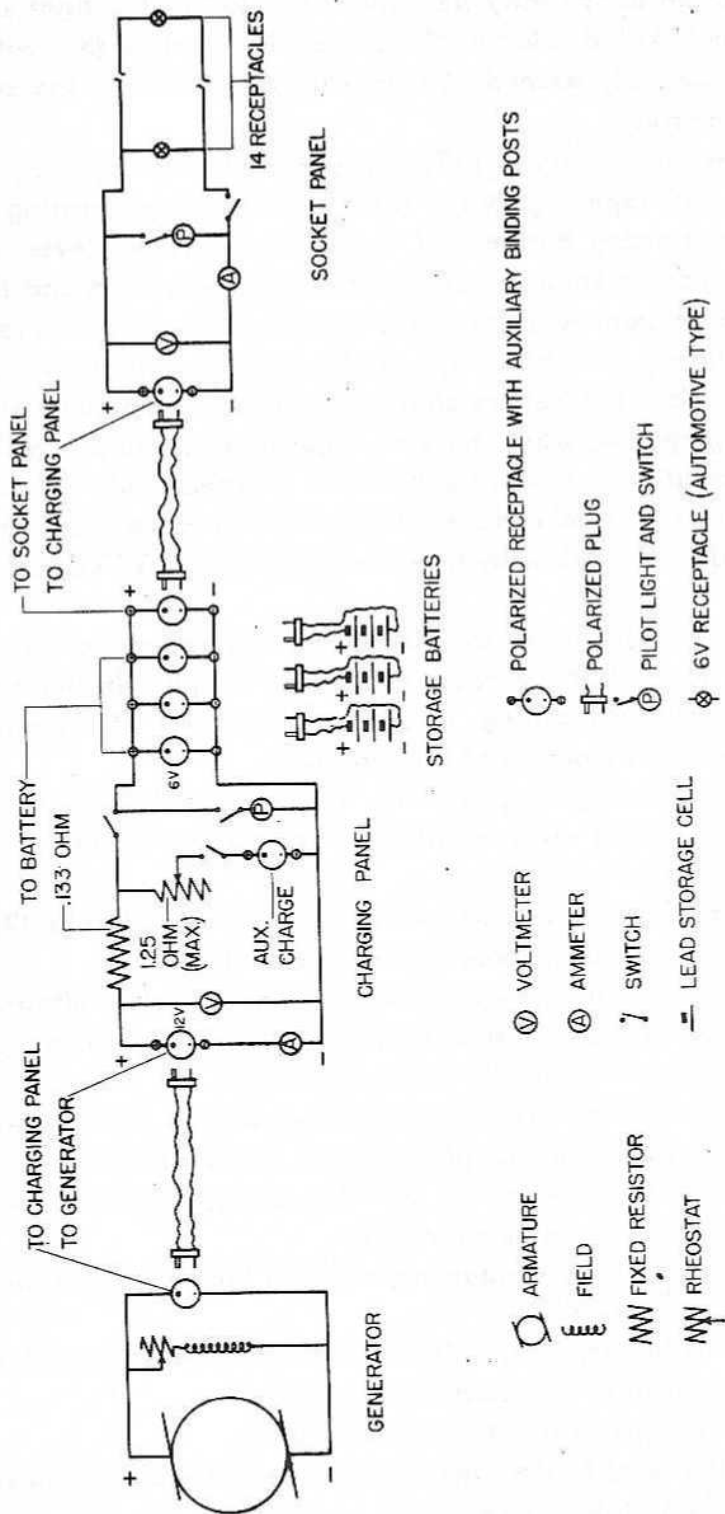 TO CHARGING PANEL
TO GENERATOR
TO BATTERY
.133 OHM
TO SOCKET PANEL
TO CHARGING PANEL
+
−
GENERATOR
+
−
12V
V
A
1.25
OHM
(MAX.)
AUX.
CHARGE
P
6V
+
−
CHARGING PANEL
+
−
+
−
+
−
STORAGE BATTERIES
+
−
V
A
P
14 RECEPTACLES
SOCKET PANEL
ARMATURE
FIELD
FIXED RESISTOR
RHEOSTAT
V VOLTMETER
A AMMETER
SWITCH
LEAD STORAGE CELL
POLARIZED RECEPTACLE WITH AUXILIARY BINDING POSTS
POLARIZED PLUG
P PILOT LIGHT AND SWITCH
6V RECEPTACLE (AUTOMOTIVE TYPE)